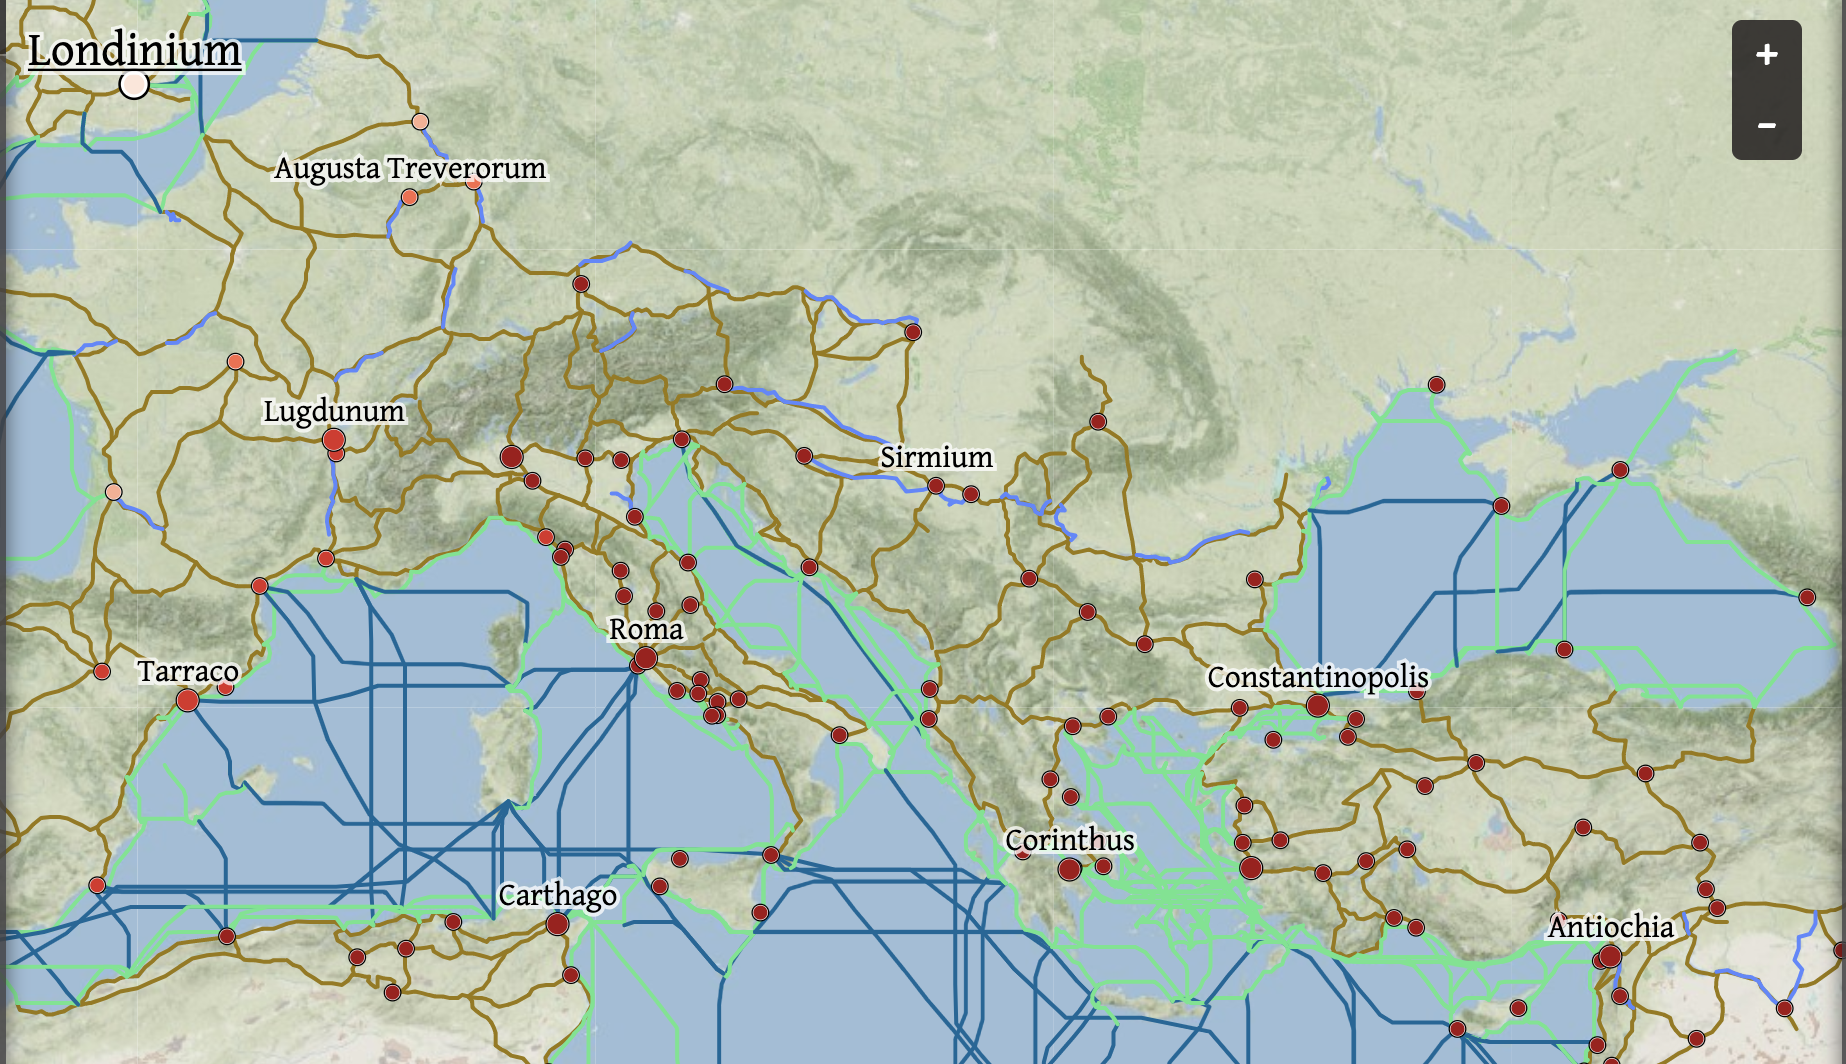 Londinium
+
-
Augusta Treverorum
Lugdunum
Sirmium
Roma
Tarraco
Constantinopolis
Corinthus
Carthago
Antiochia